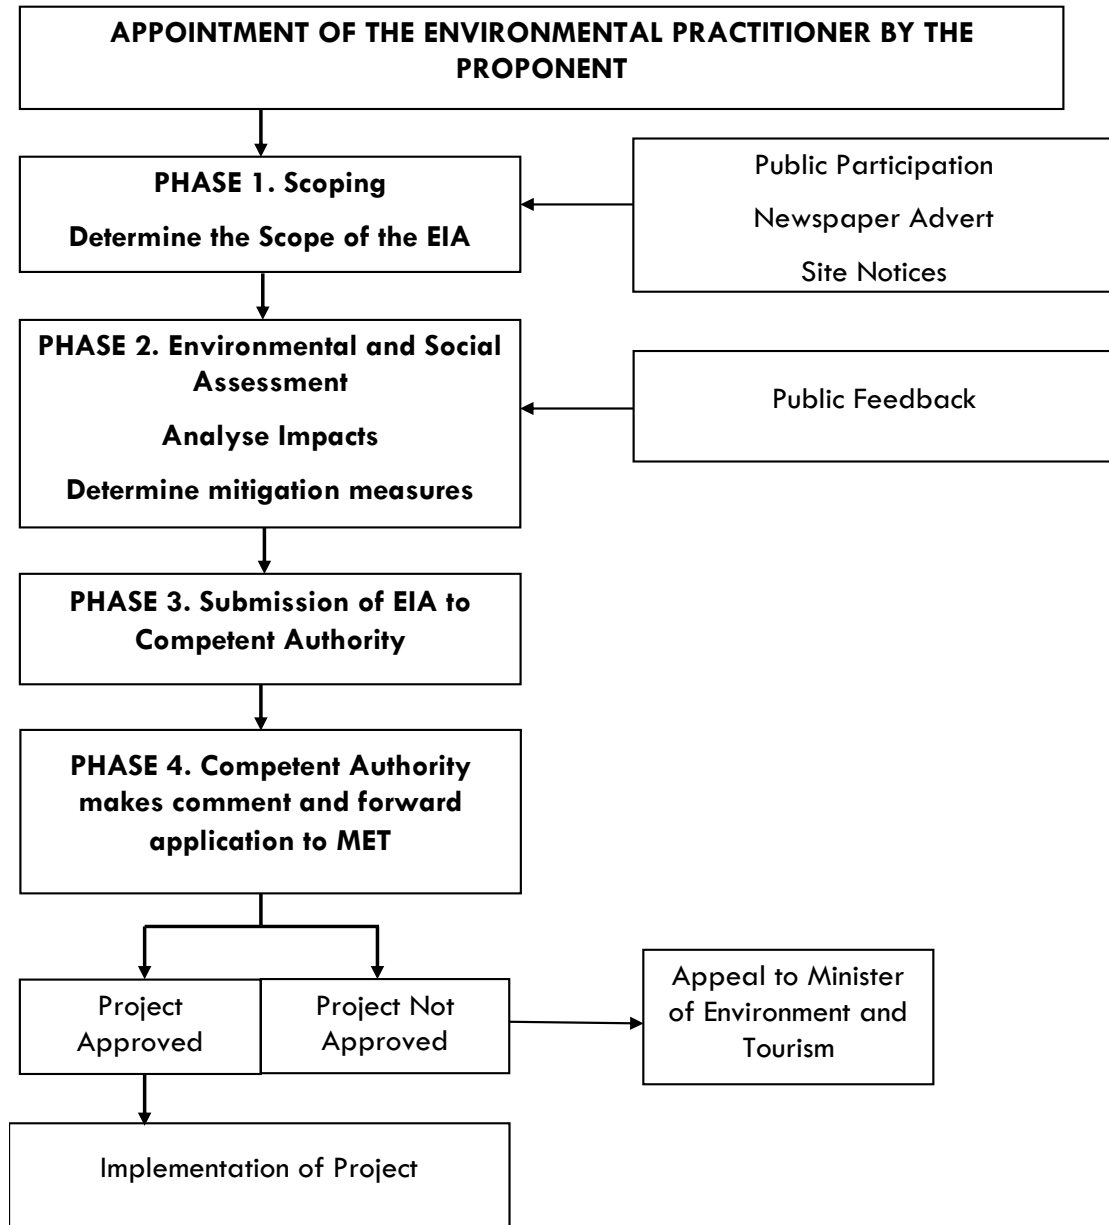 APPOINTMENT OF THE ENVIRONMENTAL PRACTITIONER BY THE
PROPONENT
PHASE 1. Scoping
Determine the Scope of the EIA
Public Participation
Newspaper Advert
Site Notices
PHASE 2. Environmental and Social
Assessment
Analyse Impacts
Determine mitigation measures
Public Feedback
PHASE 3. Submission of EIA to
Competent Authority
PHASE 4. Competent Authority
makes comment and forward
application to MET
Project
Approved
Project Not
Approved
Appeal to Minister
of Environment and
Tourism
Implementation of Project